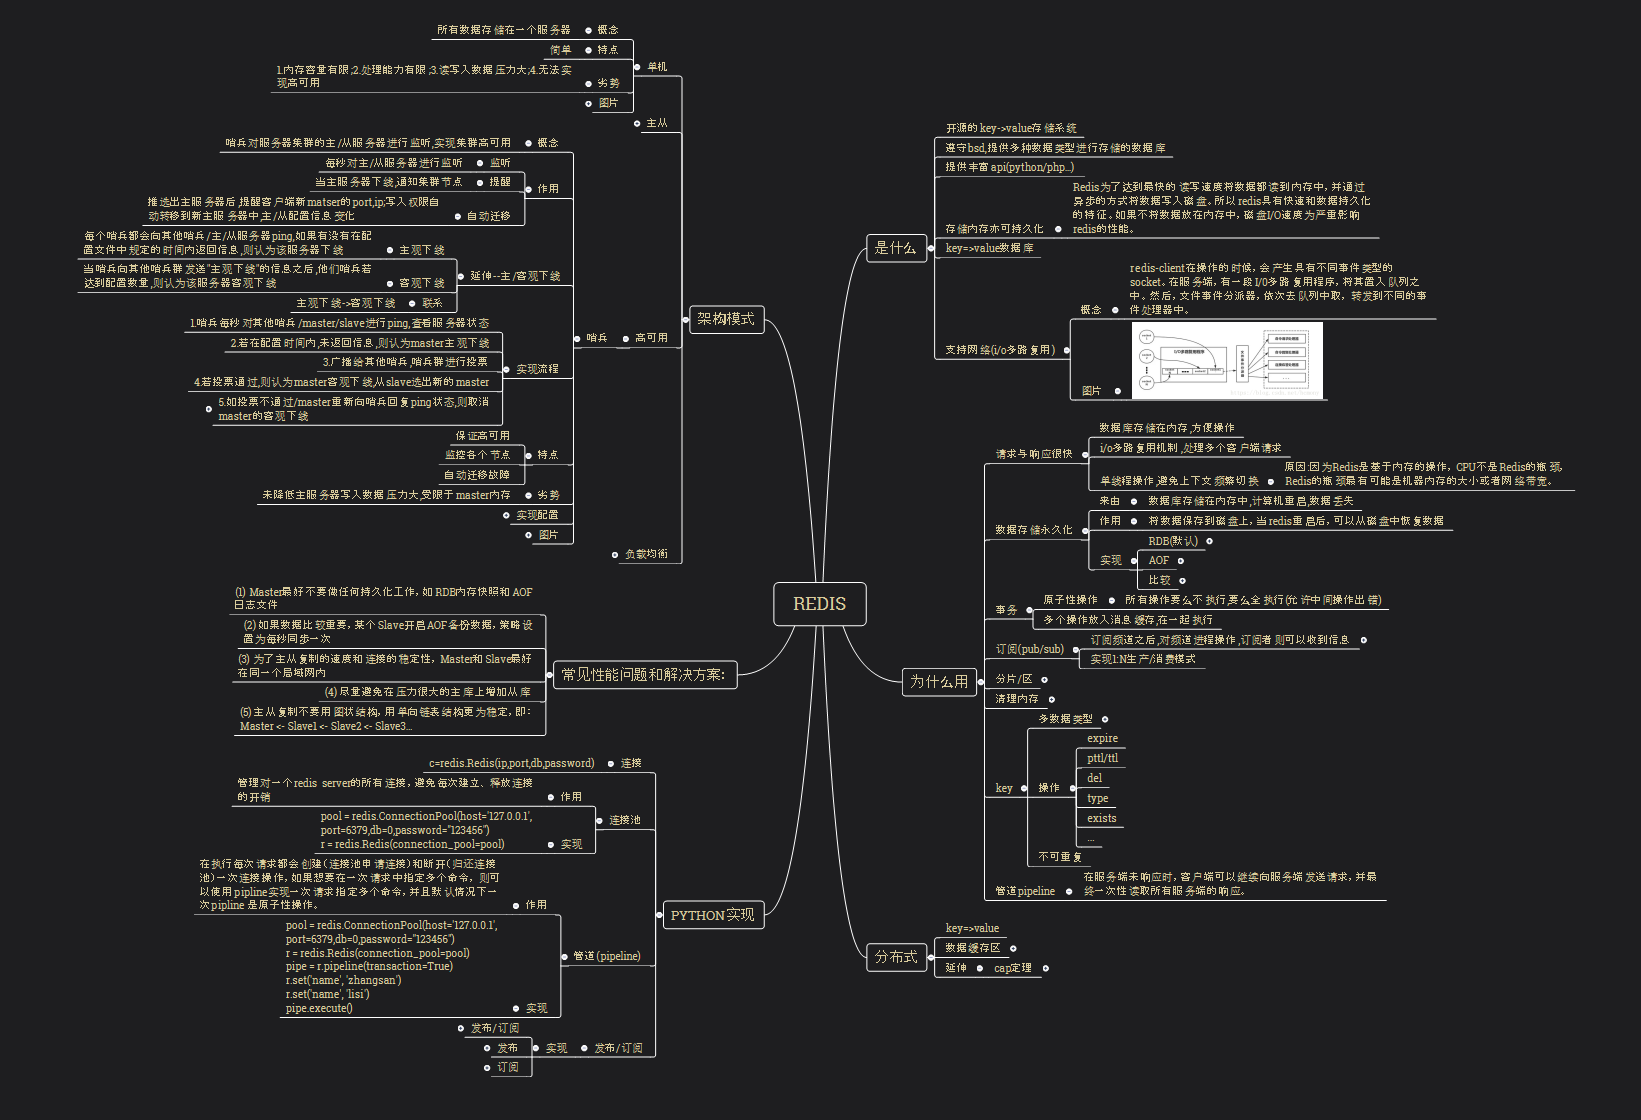 REDIS
是什么
开源的 key->value存储系统
遵守bsd,提供多种数据类型进行存储的数据库
提供丰富api(python/php...)
存储内存亦可持久化
Redis为了达到最快的读写速度将数据都读到内存中，并通过
异步的方式将数据写入磁盘。所以redis具有快速和数据持久化
的特征。如果不将数据放在内存中，磁盘I/O速度为严重影响
redis的性能。
key=>value数据库
支持网络(i/o多路复用)
概念
redis-client在操作的时候，会产生具有不同事件类型的
socket。在服务端，有一段I/0多路复用程序，将其置入队列之
中。然后，文件事件分派器，依次去队列中取，转发到不同的事
件处理器中。
图片
为什么用
请求与响应很快
数据库存储在内存,方便操作
i/o多路复用机制,处理多个客户端请求
单线程操作,避免上下文频繁切换
原因:因为Redis是基于内存的操作，CPU不是Redis的瓶颈，
Redis的瓶颈最有可能是机器内存的大小或者网络带宽。
数据存储永久化
来由
数据库存储在内存中,计算机重启,数据丢失
作用
将数据保存到磁盘上，当redis重启后，可以从磁盘中恢复数据
实现
RDB(默认)
AOF
比较
事务
原子性操作
所有操作要么不执行,要么全执行(允许中间操作出错)
多个操作放入消息缓存,在一起执行
订阅(pub/sub)
订阅频道之后,对频道进程操作,订阅者则可以收到信息
实现1:N生产/消费模式
分片/区
清理内存
key
多数据类型
操作
expire
pttl/ttl
del
type
exists
...
不可重复
管道pipeline
在服务端未响应时，客户端可以继续向服务端发送请求，并最
终一次性读取所有服务端的响应。
分布式
key=>value
数据缓存区
延伸
cap定理
架构模式
单机
概念
所有数据存储在一个服务器
特点
简单
劣势
1.内存容量有限;2.处理能力有限;3.读写入数据压力大;4.无法实
现高可用
图片
主从
高可用
哨兵
概念
哨兵对服务器集群的主/从服务器进行监听,实现集群高可用
作用
监听
每秒对主/从服务器进行监听
提醒
当主服务器下线,通知集群节点
自动迁移
推选出主服务器后,提醒客户端新matser的port,ip;写入权限自
动转移到新主服务器中,主/从配置信息变化
延伸--主/客观下线
主观下线
每个哨兵都会向其他哨兵/主/从服务器ping,如果有没有在配
置文件中规定的时间内返回信息,则认为该服务器下线
客观下线
当哨兵向其他哨兵群发送"主观下线"的信息之后,他们哨兵若
达到配置数量,则认为该服务器客观下线
联系
主观下线->客观下线
实现流程
1.哨兵每秒对其他哨兵/master/slave进行ping,查看服务器状态
2.若在配置时间内,未返回信息,则认为master主观下线
3.广播给其他哨兵,哨兵群进行投票
4.若投票通过,则认为master客观下线,从slave选出新的master
5.如投票不通过/master重新向哨兵回复ping状态,则取消
master的客观下线
特点
保证高可用
监控各个节点
自动迁移故障
劣势
未降低主服务器写入数据压力大,受限于master内存
实现配置
图片
负载均衡
常见性能问题和解决方案:
(1) Master最好不要做任何持久化工作，如RDB内存快照和AOF
日志文件
(2) 如果数据比较重要，某个Slave开启AOF备份数据，策略设
置为每秒同步一次
(3) 为了主从复制的速度和连接的稳定性，Master和Slave最好
在同一个局域网内
(4) 尽量避免在压力很大的主库上增加从库
(5) 主从复制不要用图状结构，用单向链表结构更为稳定，即：
Master <- Slave1 <- Slave2 <- Slave3...
PYTHON实现
连接
c=redis.Redis(ip,port,db,password)
连接池
作用
管理对一个redis server的所有连接，避免每次建立、释放连接
的开销
实现
pool = redis.ConnectionPool(host='127.0.0.1',
port=6379,db=0,password="123456")
r = redis.Redis(connection_pool=pool)
管道(pipeline)
作用
在执行每次请求都会创建（连接池申请连接）和断开（归还连接
池）一次连接操作，如果想要在一次请求中指定多个命令，则可
以使用pipline实现一次请求指定多个命令，并且默认情况下一
次pipline 是原子性操作。
实现
pool = redis.ConnectionPool(host='127.0.0.1',
port=6379,db=0,password="123456")
r = redis.Redis(connection_pool=pool)
pipe = r.pipeline(transaction=True)
r.set('name', 'zhangsan')
r.set('name', 'lisi')
pipe.execute()
发布/订阅
实现
发布/订阅
发布
订阅